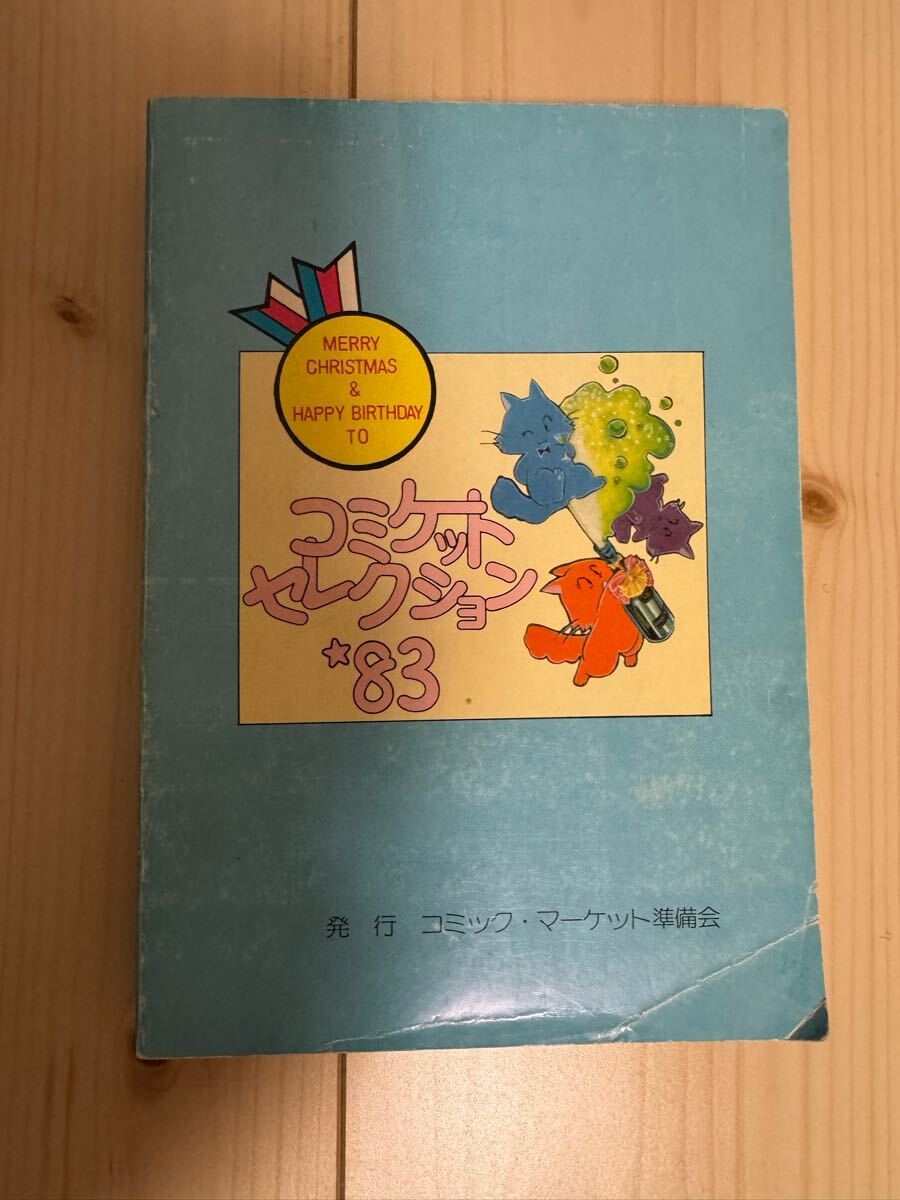 MERRY
CHRISTMAS
&
HAPPY BIRTHDAY
TO
コミケット
セレクション
★'83
発行 コミック・マーケット準備会